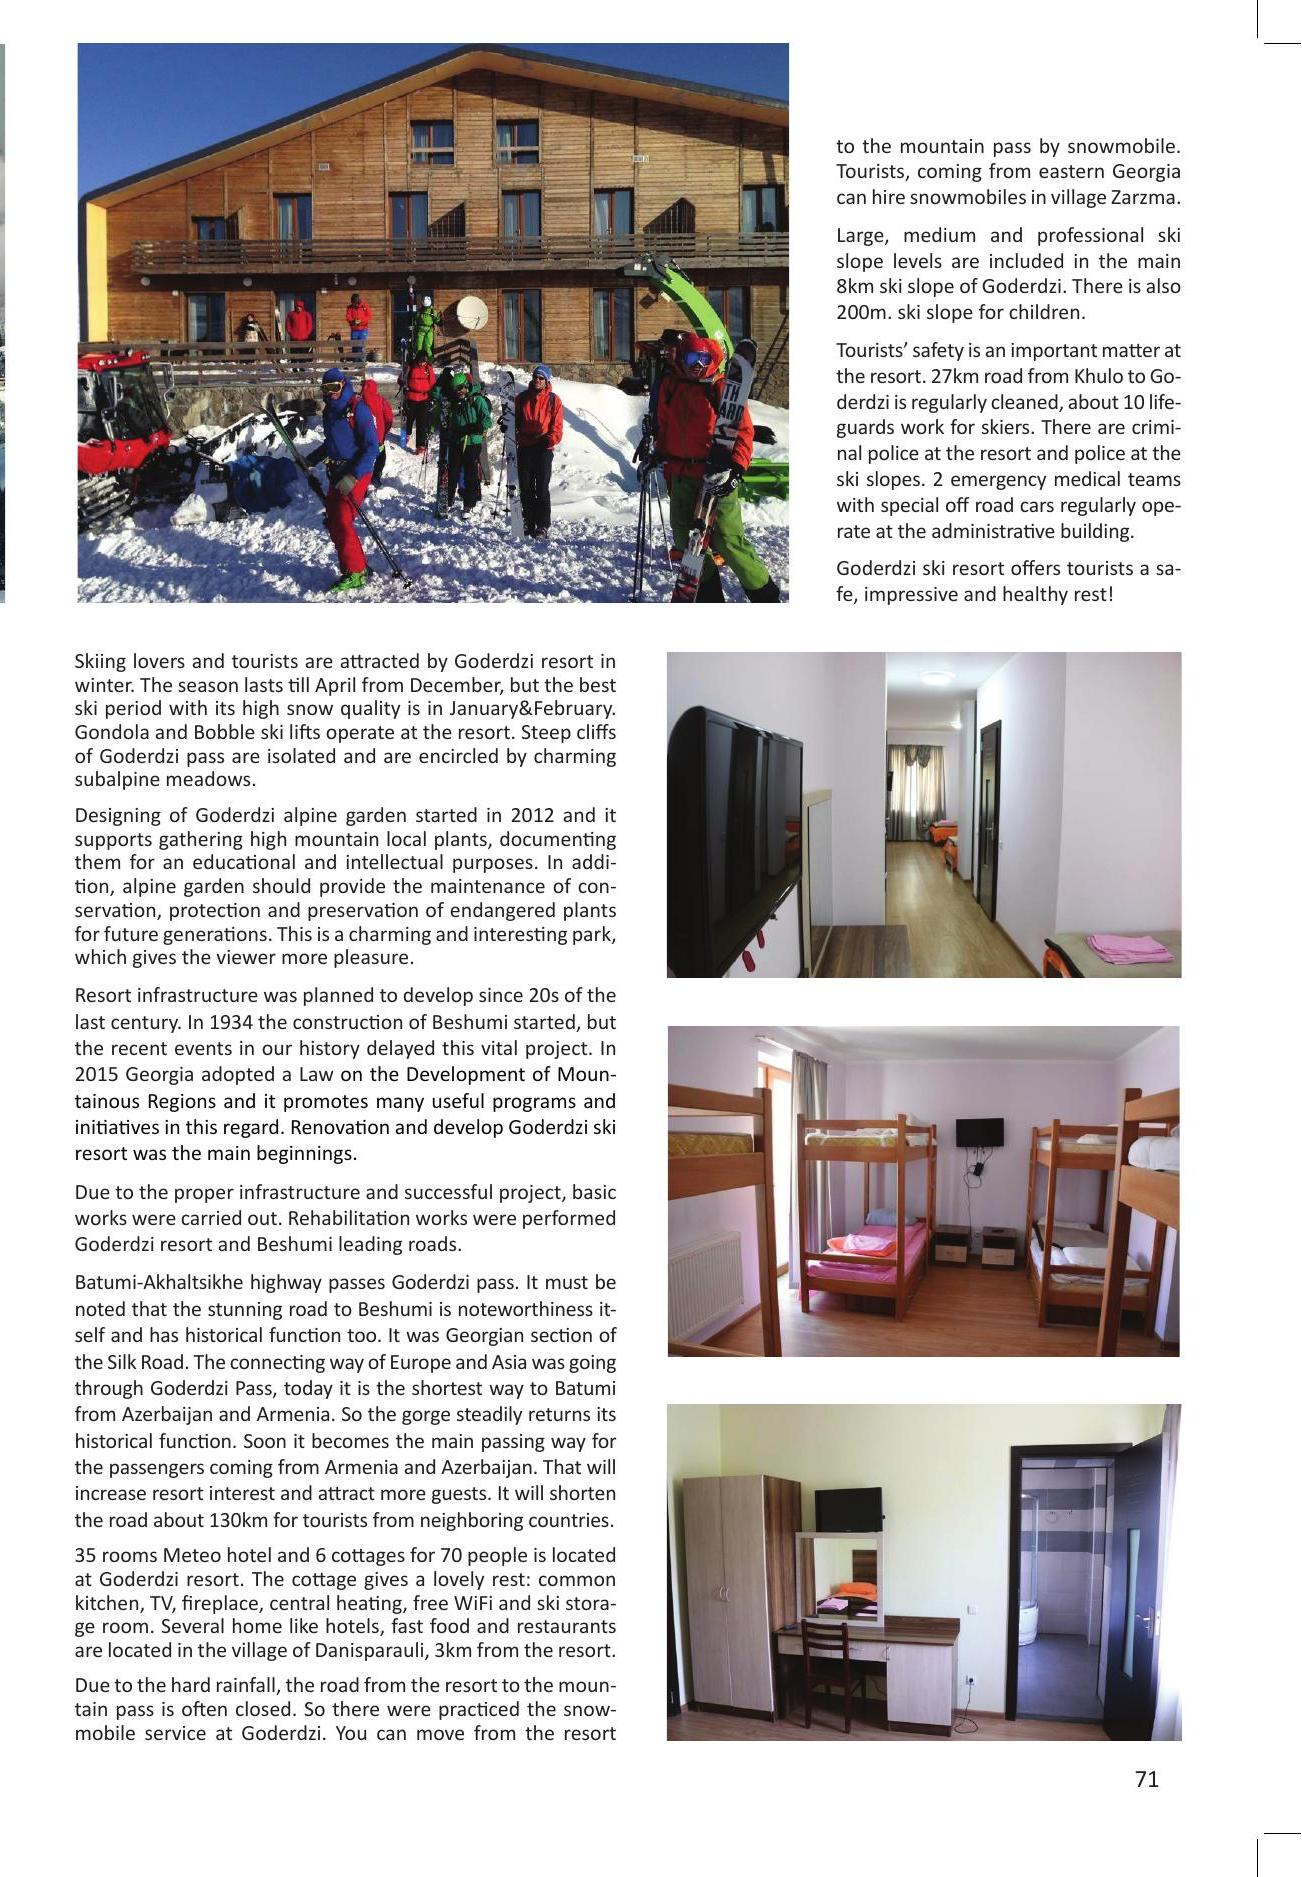 Skiing lovers and tourists are attracted by Goderdzi resort in
winter. The season lasts till April from December, but the best
ski period with its high snow quality is in January&February.
Gondola and Bobble ski lifts operate at the resort. Steep cliffs
of Goderdzi pass are isolated and are encircled by charming
subalpine meadows.
Designing of Goderdzi alpine garden started in 2012 and it
supports gathering high mountain local plants, documenting
them for an educational and intellectual purposes. In addi-
tion, alpine garden should provide the maintenance of con-
servation, protection and preservation of endangered plants
for future generations. This is a charming and interesting park,
which gives the viewer more pleasure.
Resort infrastructure was planned to develop since 20s of the
last century. In 1934 the construction of Beshumi started, but
the recent events in our history delayed this vital project. In
2015 Georgia adopted a Law on the Development of Moun-
tainous Regions and it promotes many useful programs and
initiatives in this regard. Renovation and develop Goderdzi ski
resort was the main beginnings.
Due to the proper infrastructure and successful project, basic
works were carried out. Rehabilitation works were performed
Goderdzi resort and Beshumi leading roads.
Batumi-Akhaltsikhe highway passes Goderdzi pass. It must be
noted that the stunning road to Beshumi is noteworthiness it-
self and has historical function too. It was Georgian section of
the Silk Road. The connecting way of Europe and Asia was going
through Goderdzi Pass, today it is the shortest way to Batumi
from Azerbaijan and Armenia. So the gorge steadily returns its
historical function. Soon it becomes the main passing way for
the passengers coming from Armenia and Azerbaijan. That will
increase resort interest and attract more guests. It will shorten
the road about 130km for tourists from neighboring countries.
35 rooms Meteo hotel and 6 cottages for 70 people is located
at Goderdzi resort. The cottage gives a lovely rest: common
kitchen, TV, fireplace, central heating, free WiFi and ski stora-
ge room. Several home like hotels, fast food and restaurants
are located in the village of Danisparauli, 3km from the resort.
Due to the hard rainfall, the road from the resort to the moun-
tain pass is often closed. So there were practiced the snow-
mobile service at Goderdzi. You can move from the resort
to the mountain pass by snowmobile.
Tourists, coming from eastern Georgia
can hire snowmobiles in village Zarzma.
Large, medium and professional ski
slope levels are included in the main
8km ski slope of Goderdzi. There is also
200m. ski slope for children.
Tourists' safety is an important matter at
the resort. 27km road from Khulo to Go-
derdzi is regularly cleaned, about 10 life-
guards work for skiers. There are crimi-
nal police at the resort and police at the
ski slopes. 2 emergency medical teams
with special off road cars regularly ope-
rate at the administrative building.
Goderdzi ski resort offers tourists a sa-
fe, impressive and healthy rest!
71